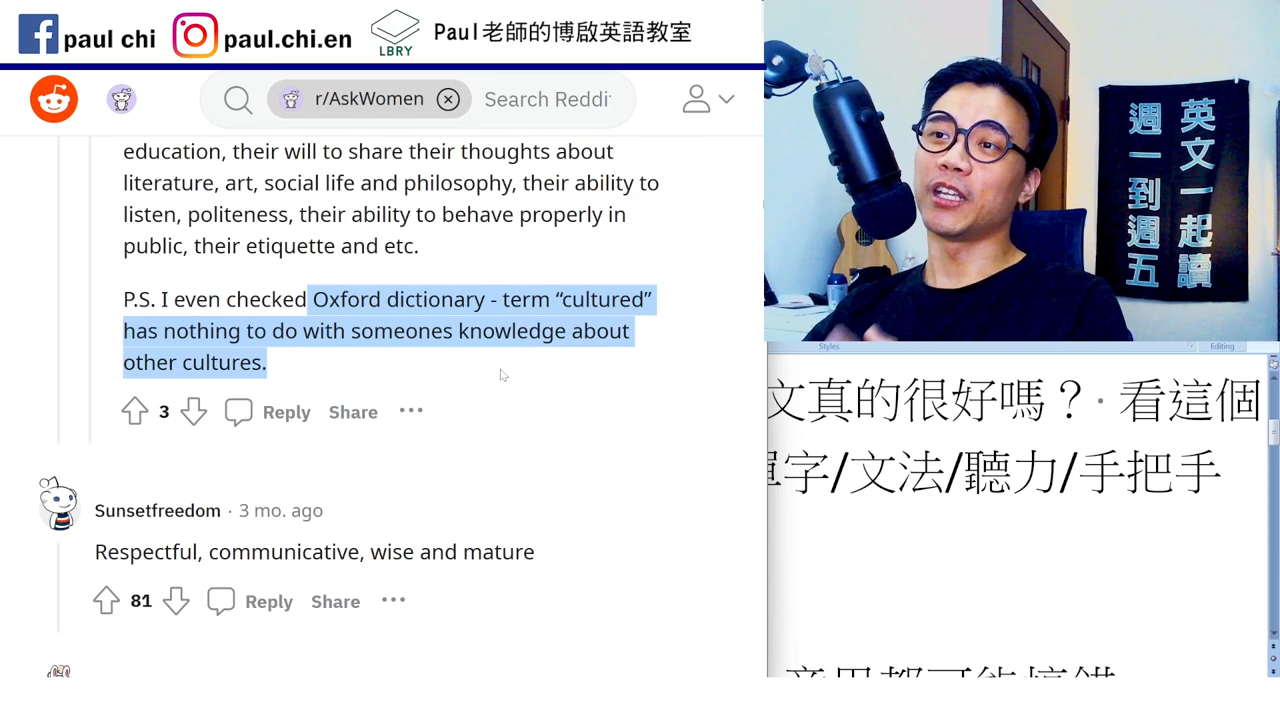 paul chi
paul.chi.en
LBRY
Paul老師的博啟英語教室
r/AskWomen
Search Reddi
education, their will to share their thoughts about
literature, art, social life and philosophy, their ability to
listen, politeness, their ability to behave properly in
public, their etiquette and etc.
P.S. I even checked Oxford dictionary - term “cultured”
has nothing to do with someones knowledge about
other cultures.
3
Reply
Share
Sunsetfreedom · 3 mo. ago
Respectful, communicative, wise and mature
81
Reply
Share
英文一起讀
週一到週五
Styles
Editing
文真的很好嗎？·看這個
單字/文法/聽力/手把手